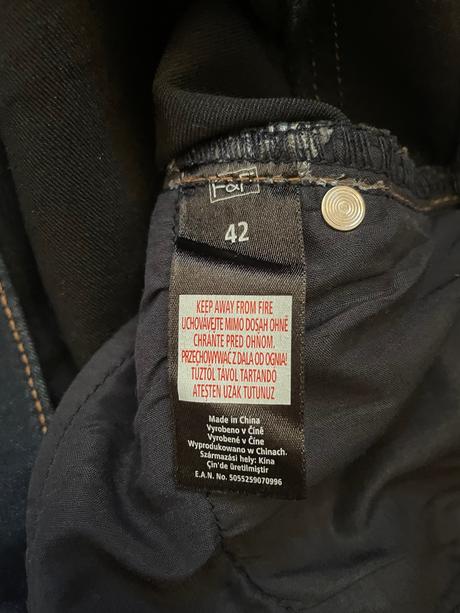 F&F
42
KEEP AWAY FROM FIRE
UCHOVÁVEJTE MIMO DOSAH OHNĚ
CHRÁŇTE PRED OHŇOM.
PRZECHOWYWAĆ Z DALA OD OGNIA!
TŰZTŐL TÁVOL TARTANDÓ
ATEŞTEN UZAK TUTUNUZ
Made in China
Vyrobeno v Číně
Vyrobené v Číne
Wyprodukowano w Chinach.
Származási hely: Kína
Çin'de üretilmiştir
E.A.N. No. 5055259070996